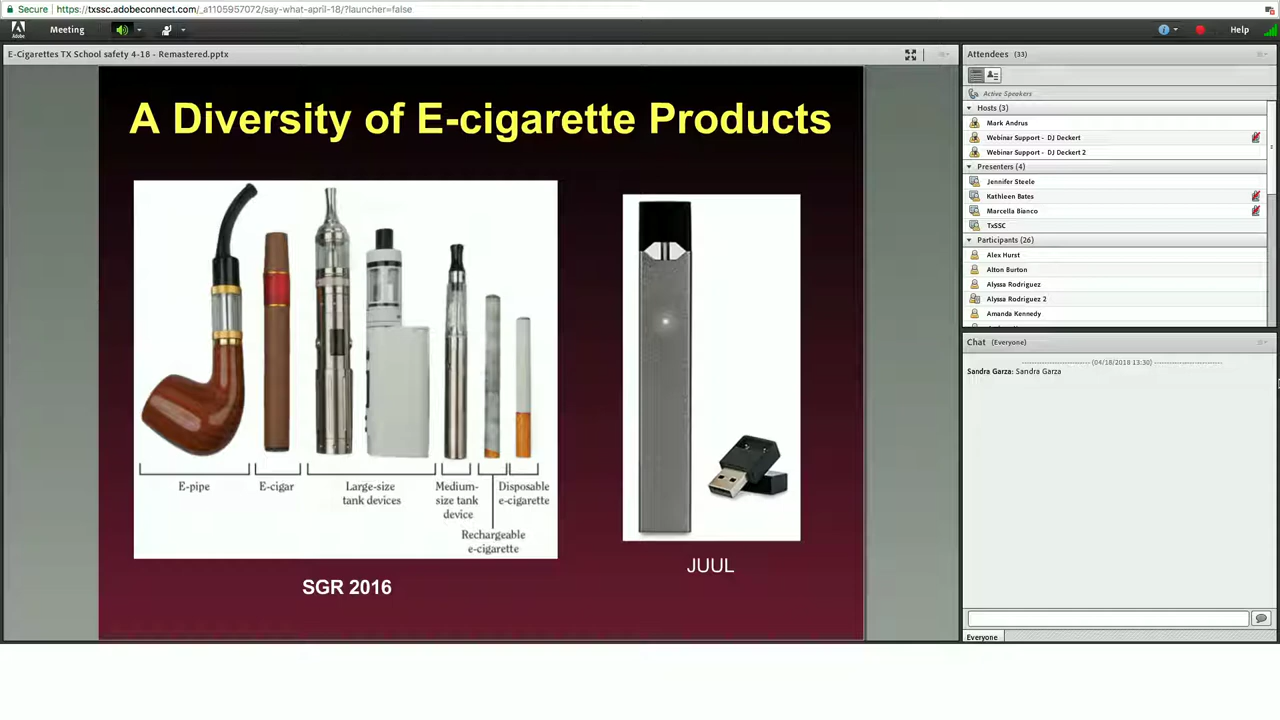 Secure https://txssc.adobeconnect.com/_a1105957072/say-what-april-18/?launcher=false
Adobe
Meeting
Help
E-Cigarettes TX School safety 4-18 - Remastered.pptx
A Diversity of E-cigarette Products
E-pipe
E-cigar
Large-size
tank devices
Medium-
size tank
device
Rechargeable
e-cigarette
Disposable
e-cigarette
SGR 2016
JUUL
Attendees (33)
Active Speakers
Hosts (3)
Mark Andrus
Webinar Support - DJ Deckert
Webinar Support - DJ Deckert 2
Presenters (4)
Jennifer Steele
Kathleen Bates
Marcella Bianco
TxSSC
Participants (26)
Alex Hurst
Alton Burton
Alyssa Rodriguez
Alyssa Rodriguez 2
Amanda Kennedy
Chat (Everyone)
(04/18/2018 13:30)
Sandra Garza: Sandra Garza
Everyone